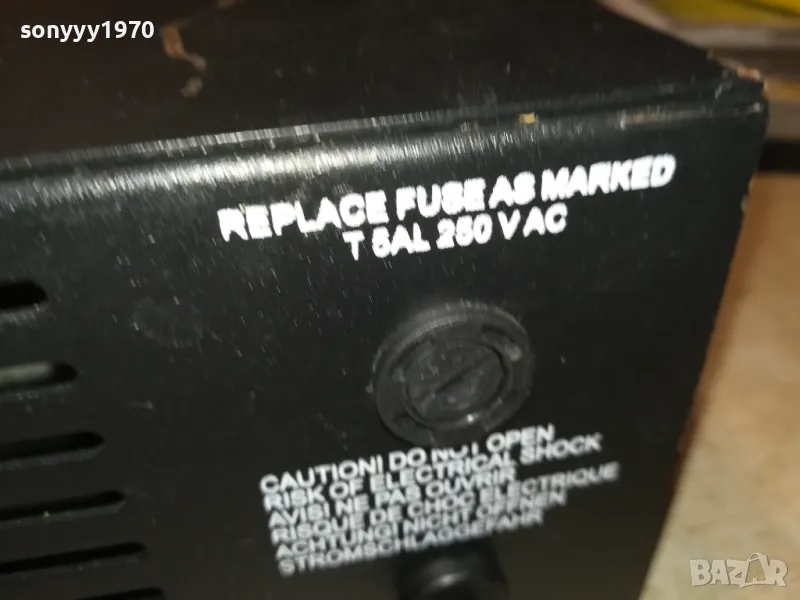 sonyyy1970
REPLACE FUSE AS MARKED
T 5AL 250 V AC
CAUTION! DO NOT OPEN
RISK OF ELECTRICAL SHOCK
AVIS! NE PAS OUVRIR
RISQUE DE CHOC ELECTRIQUE
ACHTUNG! NICHT OFFNEN
STROMSCHLAGGEFAHR
BAZAR